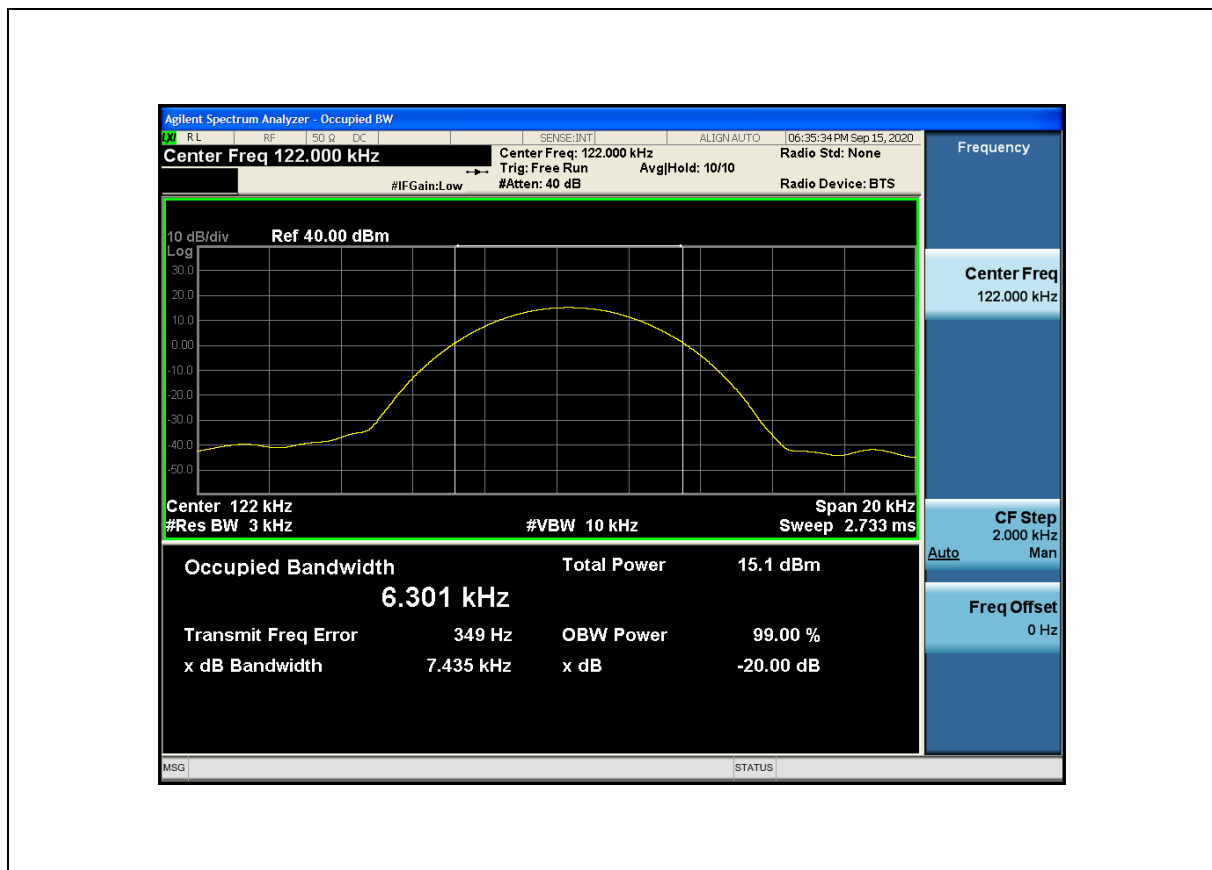 Agilent Spectrum Analyzer - Occupied BW
LXI RL RF 50 Ω DC SENSE:INT ALIGN AUTO 06:35:34 PM Sep 15, 2020
Center Freq 122.000 kHz
Center Freq: 122.000 kHz Radio Std: None
Trig: Free Run Avg|Hold: 10/10
#IFGain:Low #Atten: 40 dB Radio Device: BTS
10 dB/div Ref 40.00 dBm
Log
30.0
20.0
10.0
0.00
-10.0
-20.0
-30.0
-40.0
-50.0
Center 122 kHz Span 20 kHz
#Res BW 3 kHz #VBW 10 kHz Sweep 2.733 ms
Occupied Bandwidth Total Power 15.1 dBm
6.301 kHz
Transmit Freq Error 349 Hz OBW Power 99.00 %
x dB Bandwidth 7.435 kHz x dB -20.00 dB
Frequency
Center Freq
122.000 kHz
CF Step
2.000 kHz
Auto Man
Freq Offset
0 Hz
MSG STATUS